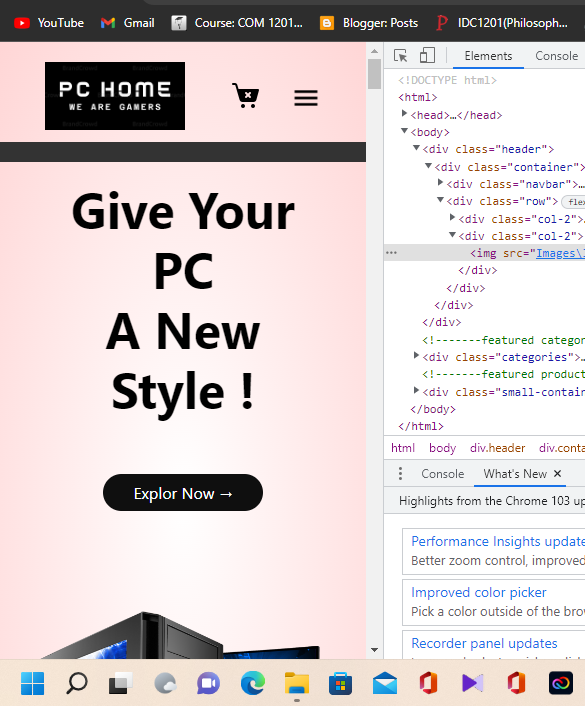 YouTube Gmail Course: COM 1201... Blogger: Posts IDC1201(Philosoph...
PC HOME
WE ARE GAMERS
Give Your
PC
A New
Style !
Explor Now →
Elements Console
<!DOCTYPE html>
<html>
<head>…</head>
<body>
<div class="header">
<div class="container">
<div class="navbar">…
<div class="row"> flex
<div class="col-2">
<div class="col-2">
<img src="Images\
</div>
</div>
</div>
</div>
<!-------featured categor
<div class="categories">…
<!-------featured product
<div class="small-contain
</body>
</html>
html body div.header div.conta
Console What's New ×
Highlights from the Chrome 103 up
Performance Insights update
Better zoom control, improved
Improved color picker
Pick a color outside of the brow
Recorder panel updates